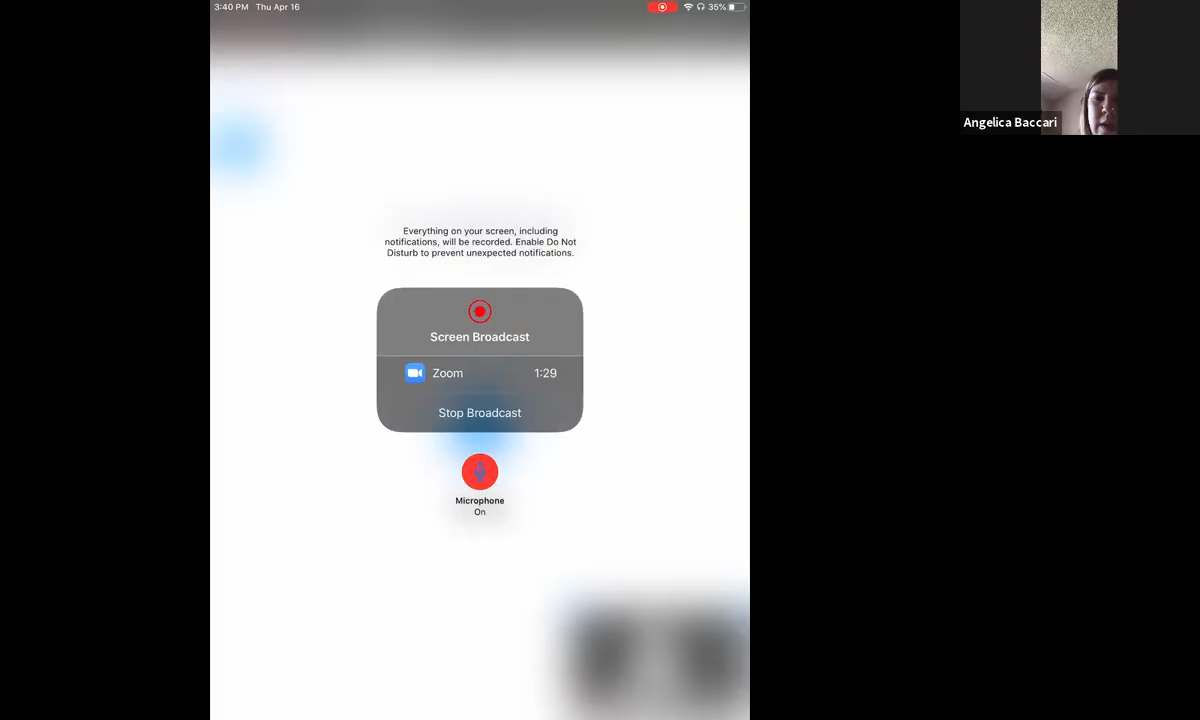 3:40 PM Thu Apr 16
35%
Angelica Baccari
Everything on your screen, including
notifications, will be recorded. Enable Do Not
Disturb to prevent unexpected notifications.
Screen Broadcast
Zoom 1:29
Stop Broadcast
Microphone
On